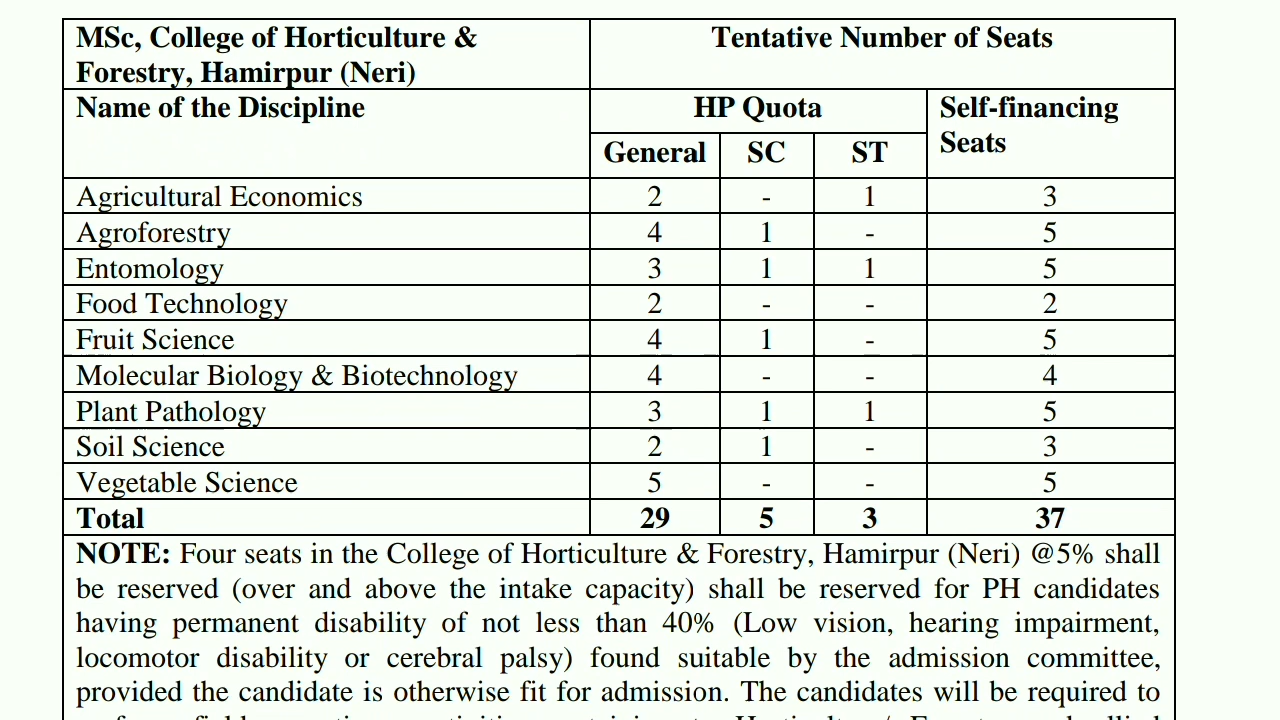 MSc, College of Horticulture & Forestry, Hamirpur (Neri) Tentative Number of Seats
Name of the Discipline HP Quota Self-financing Seats
General SC ST
Agricultural Economics 2 - 1 3
Agroforestry 4 1 - 5
Entomology 3 1 1 5
Food Technology 2 - - 2
Fruit Science 4 1 - 5
Molecular Biology & Biotechnology 4 - - 4
Plant Pathology 3 1 1 5
Soil Science 2 1 - 3
Vegetable Science 5 - - 5
Total 29 5 3 37
NOTE: Four seats in the College of Horticulture & Forestry, Hamirpur (Neri) @5% shall
be reserved (over and above the intake capacity) shall be reserved for PH candidates
having permanent disability of not less than 40% (Low vision, hearing impairment,
locomotor disability or cerebral palsy) found suitable by the admission committee,
provided the candidate is otherwise fit for admission. The candidates will be required to